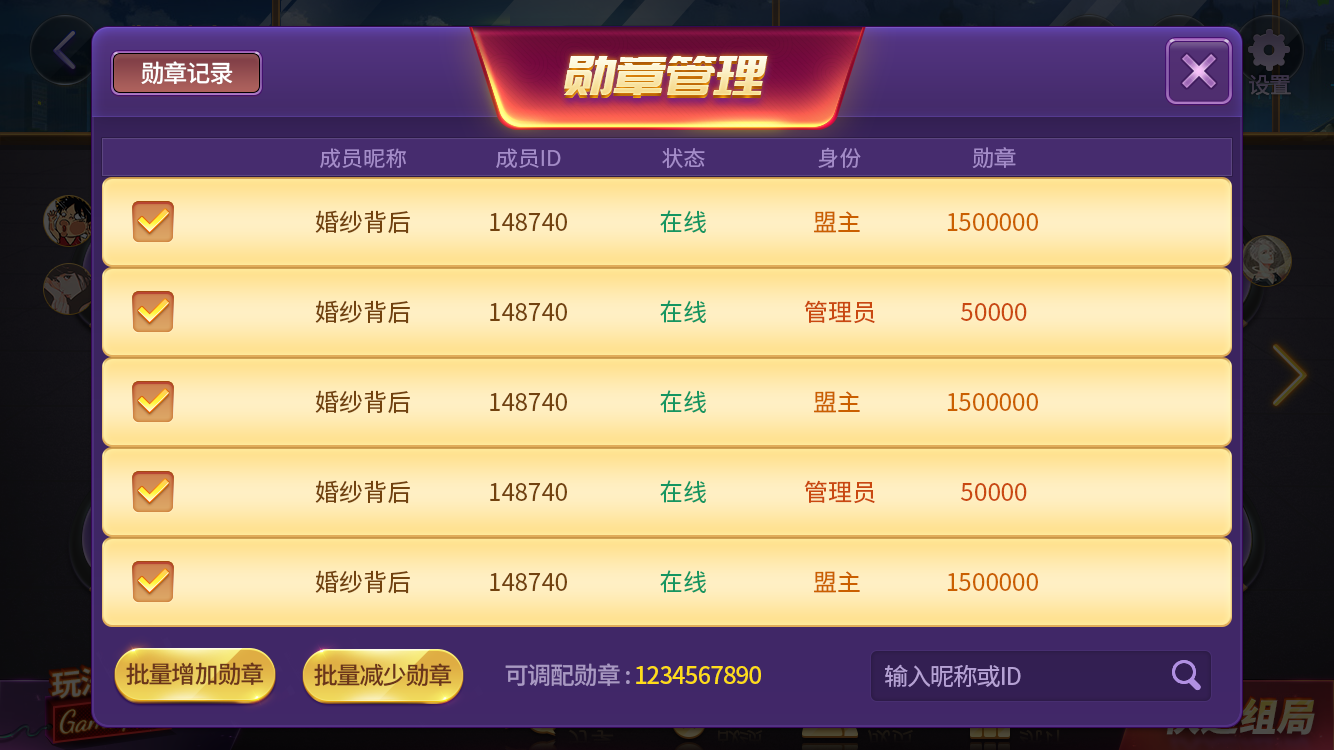 勋章记录
勋章管理
设置
成员昵称 成员ID 状态 身份 勋章
婚纱背后 148740 在线 盟主 1500000
婚纱背后 148740 在线 管理员 50000
婚纱背后 148740 在线 盟主 1500000
婚纱背后 148740 在线 管理员 50000
婚纱背后 148740 在线 盟主 1500000
批量增加勋章 批量减少勋章 可调配勋章:1234567890 输入昵称或ID
玩
组局